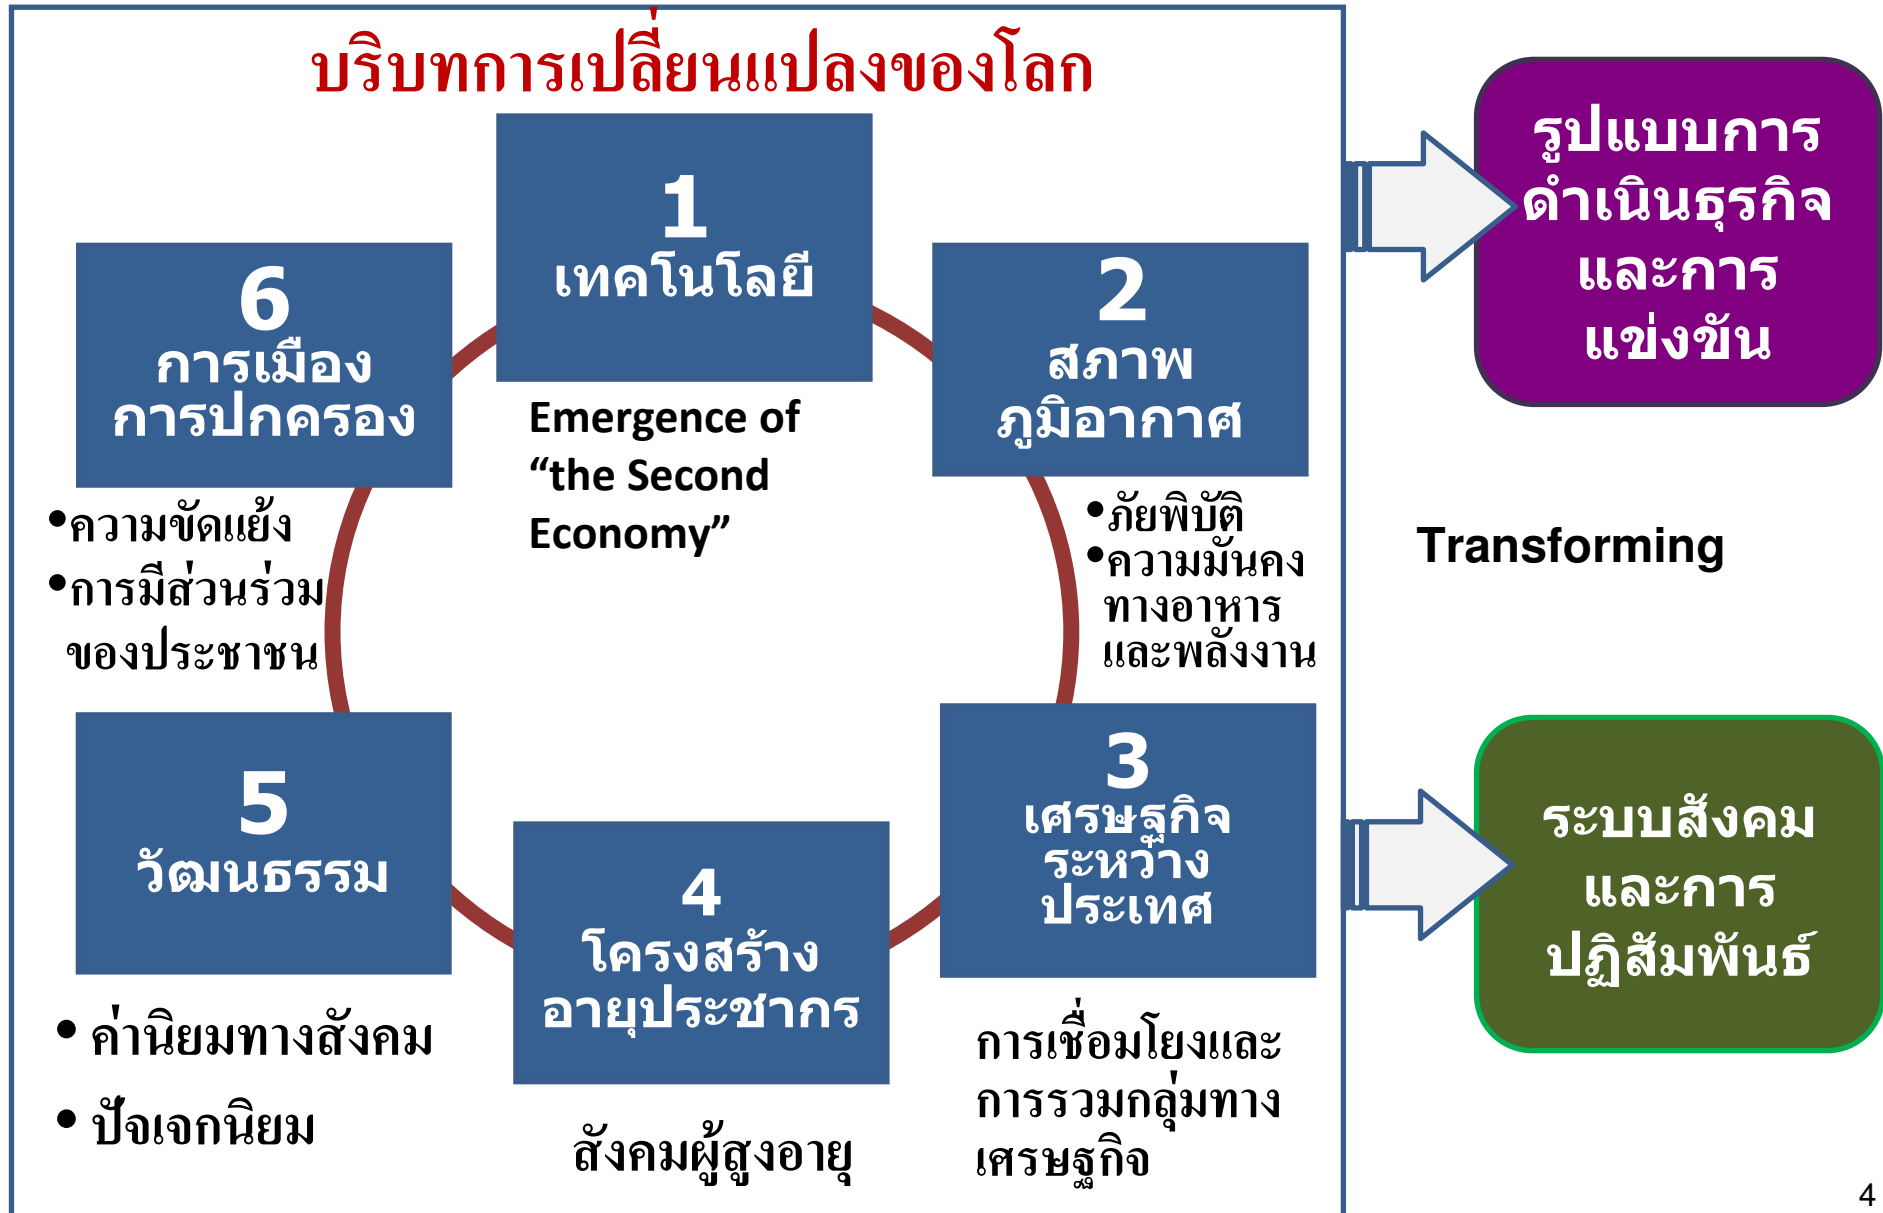 บริบทการเปลี่ยนแปลงของโลก
1
เทคโนโลยี
Emergence of
“the Second
Economy”
2
สภาพ
ภูมิอากาศ
•ภัยพิบัติ
•ความมั่นคง
ทางอาหาร
และพลังงาน
3
เศรษฐกิจ
ระหว่าง
ประเทศ
การเชื่อมโยงและ
การรวมกลุ่มทาง
เศรษฐกิจ
4
โครงสร้าง
อายุประชากร
สังคมผู้สูงอายุ
5
วัฒนธรรม
• ค่านิยมทางสังคม
• ปัจเจกนิยม
6
การเมือง
การปกครอง
•ความขัดแย้ง
•การมีส่วนร่วม
ของประชาชน
รูปแบบการ
ดำเนินธุรกิจ
และการ
แข่งขัน
Transforming
ระบบสังคม
และการ
ปฏิสัมพันธ์
4